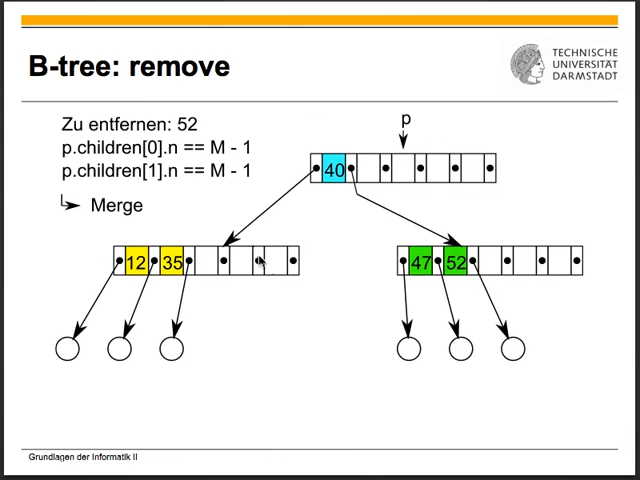 TECHNISCHE
UNIVERSITÄT
DARMSTADT
B-tree: remove
Zu entfernen: 52
p.children[0].n == M - 1
p.children[1].n == M - 1
Merge
p
40
12 35
47 52
Grundlagen der Informatik II